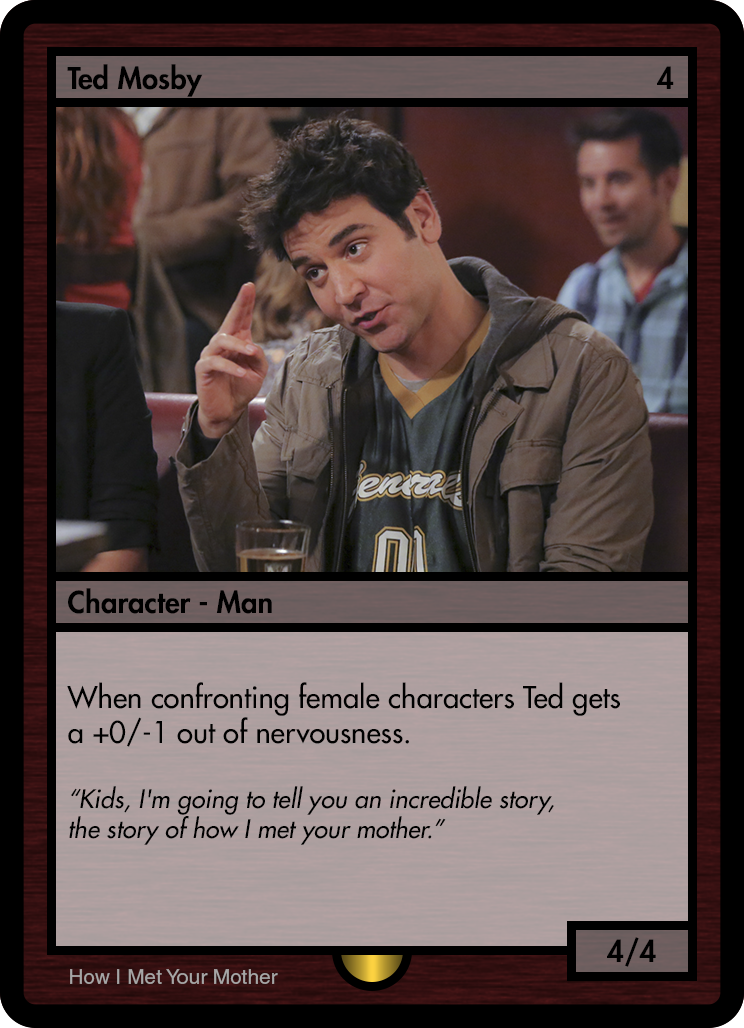 Ted Mosby 4
Character - Man
When confronting female characters Ted gets
a +0/-1 out of nervousness.
“Kids, I'm going to tell you an incredible story,
the story of how I met your mother.”
4/4
How I Met Your Mother